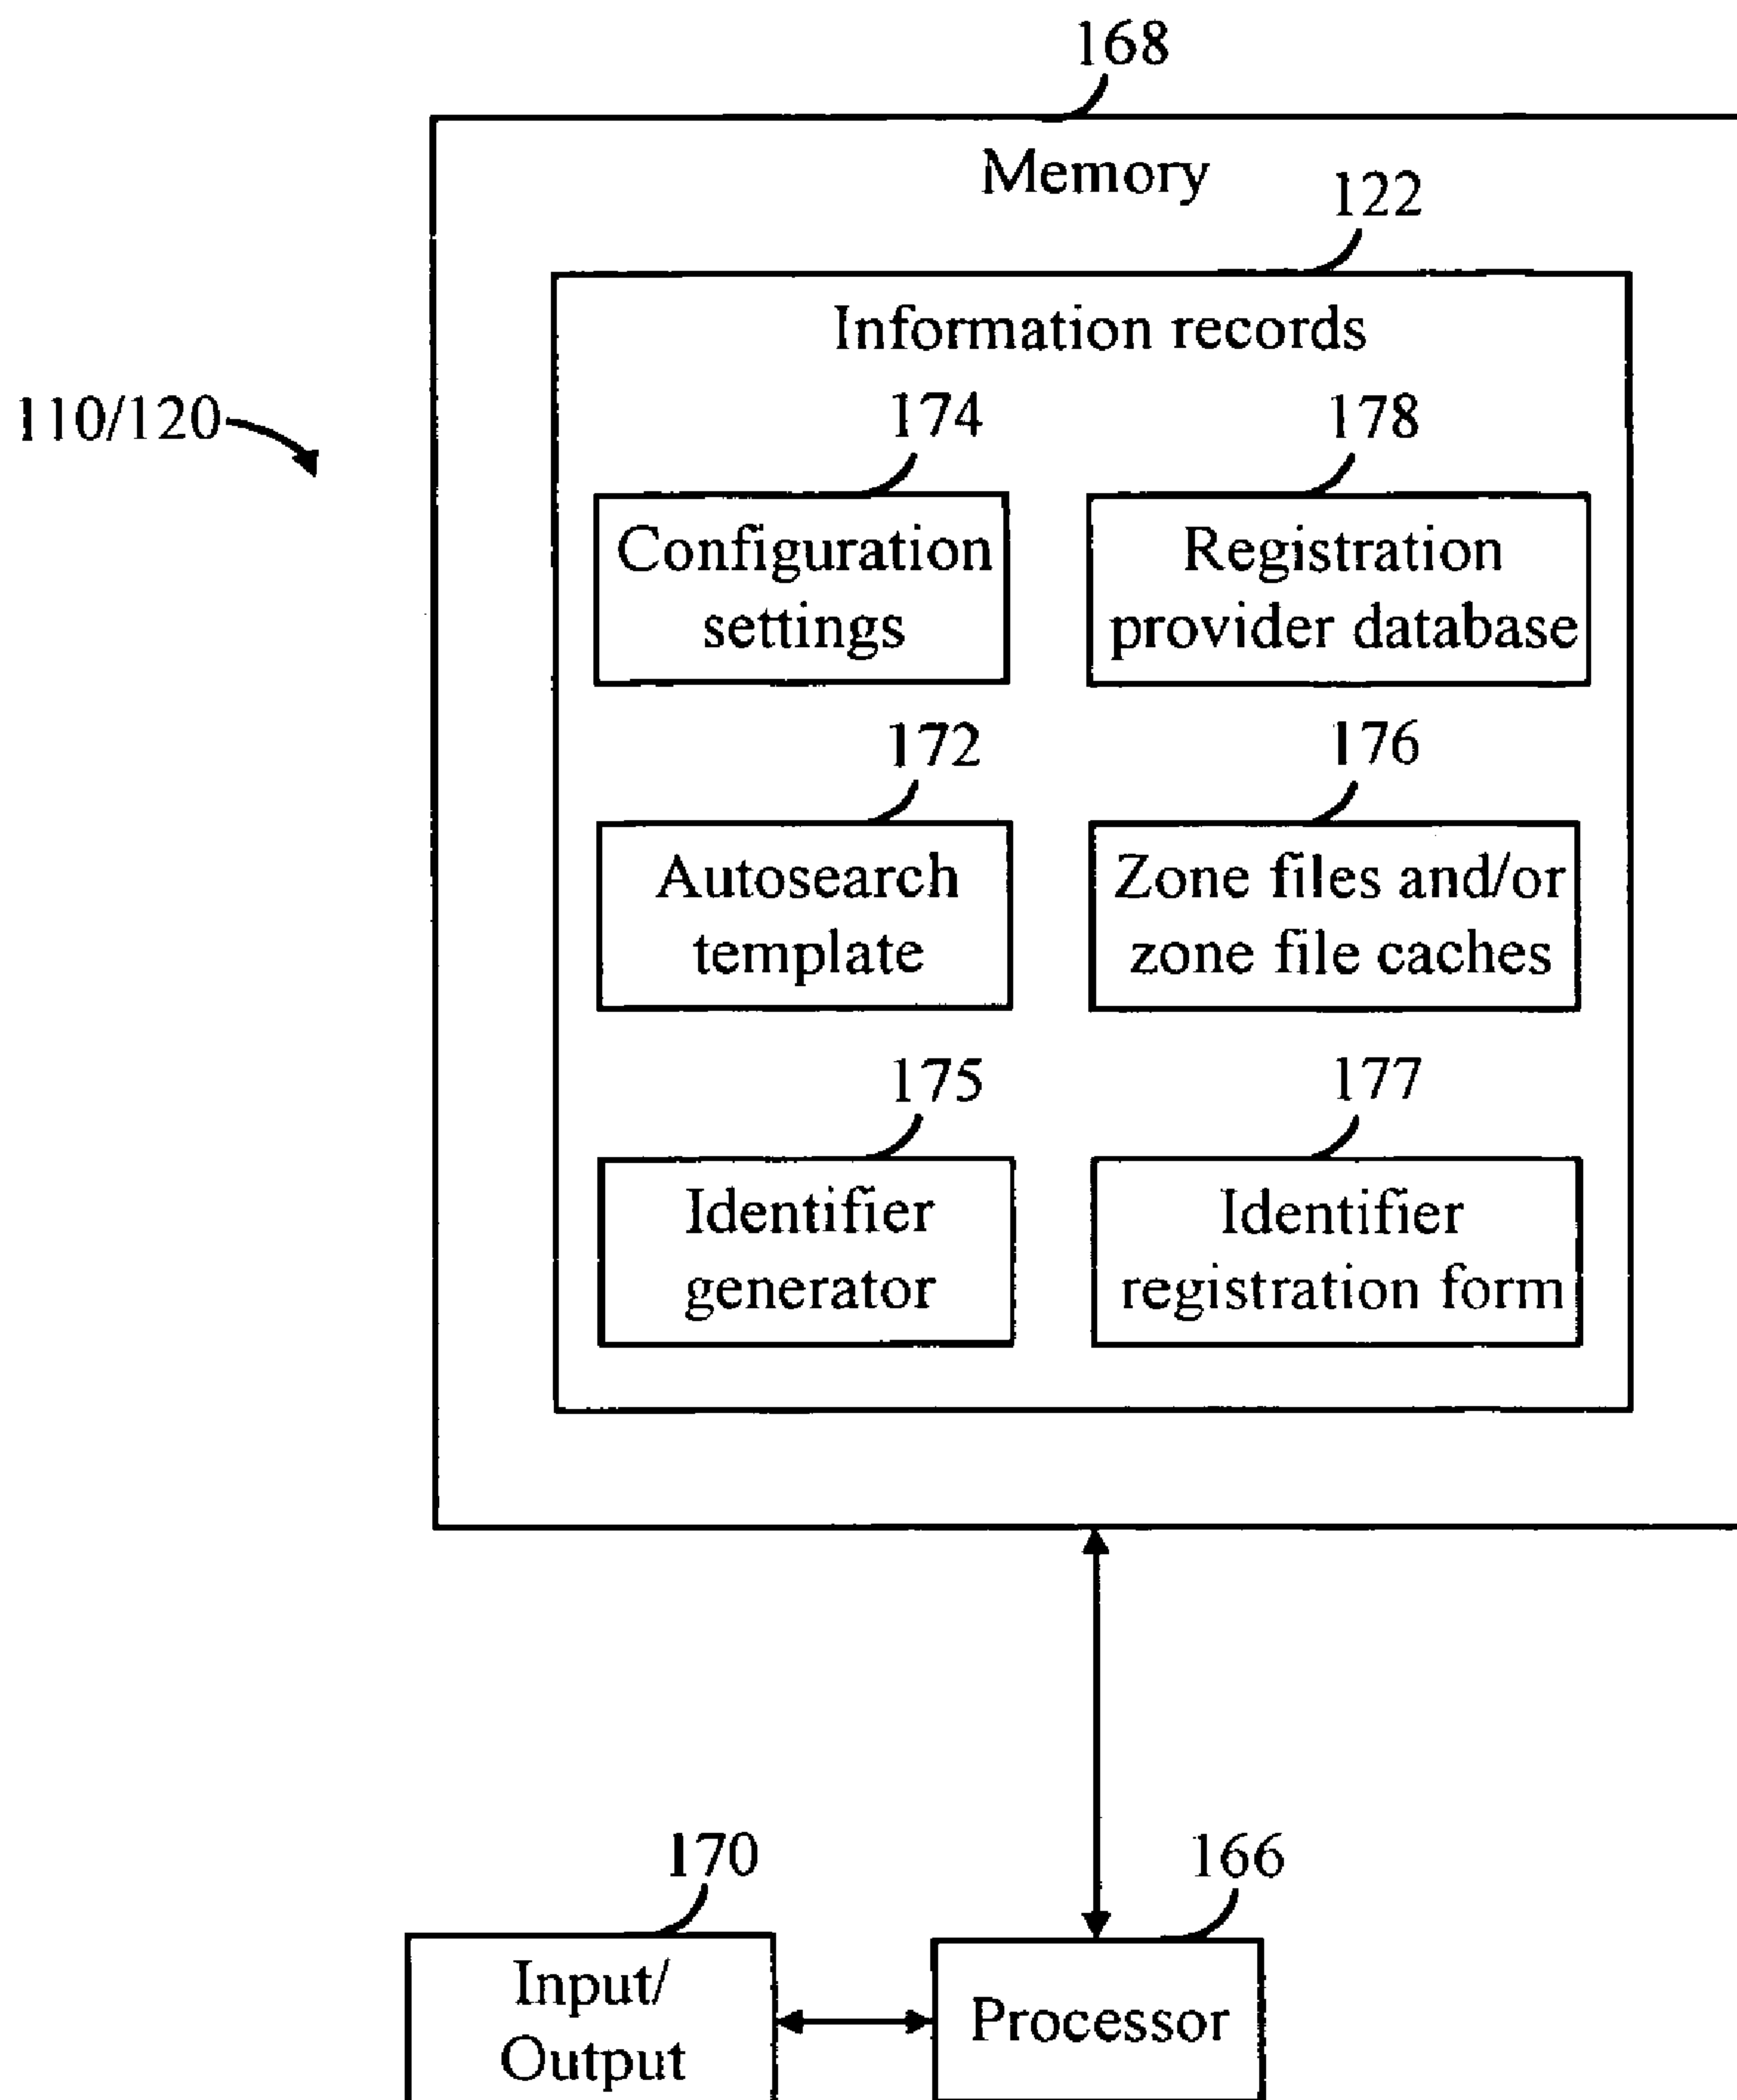 168
Memory
122
Information records
110/120
174
178
Configuration
settings
Registration
provider database
172
176
Autosearch
template
Zone files and/or
zone file caches
175
177
Identifier
generator
Identifier
registration form
170
166
Input/
Output
Processor